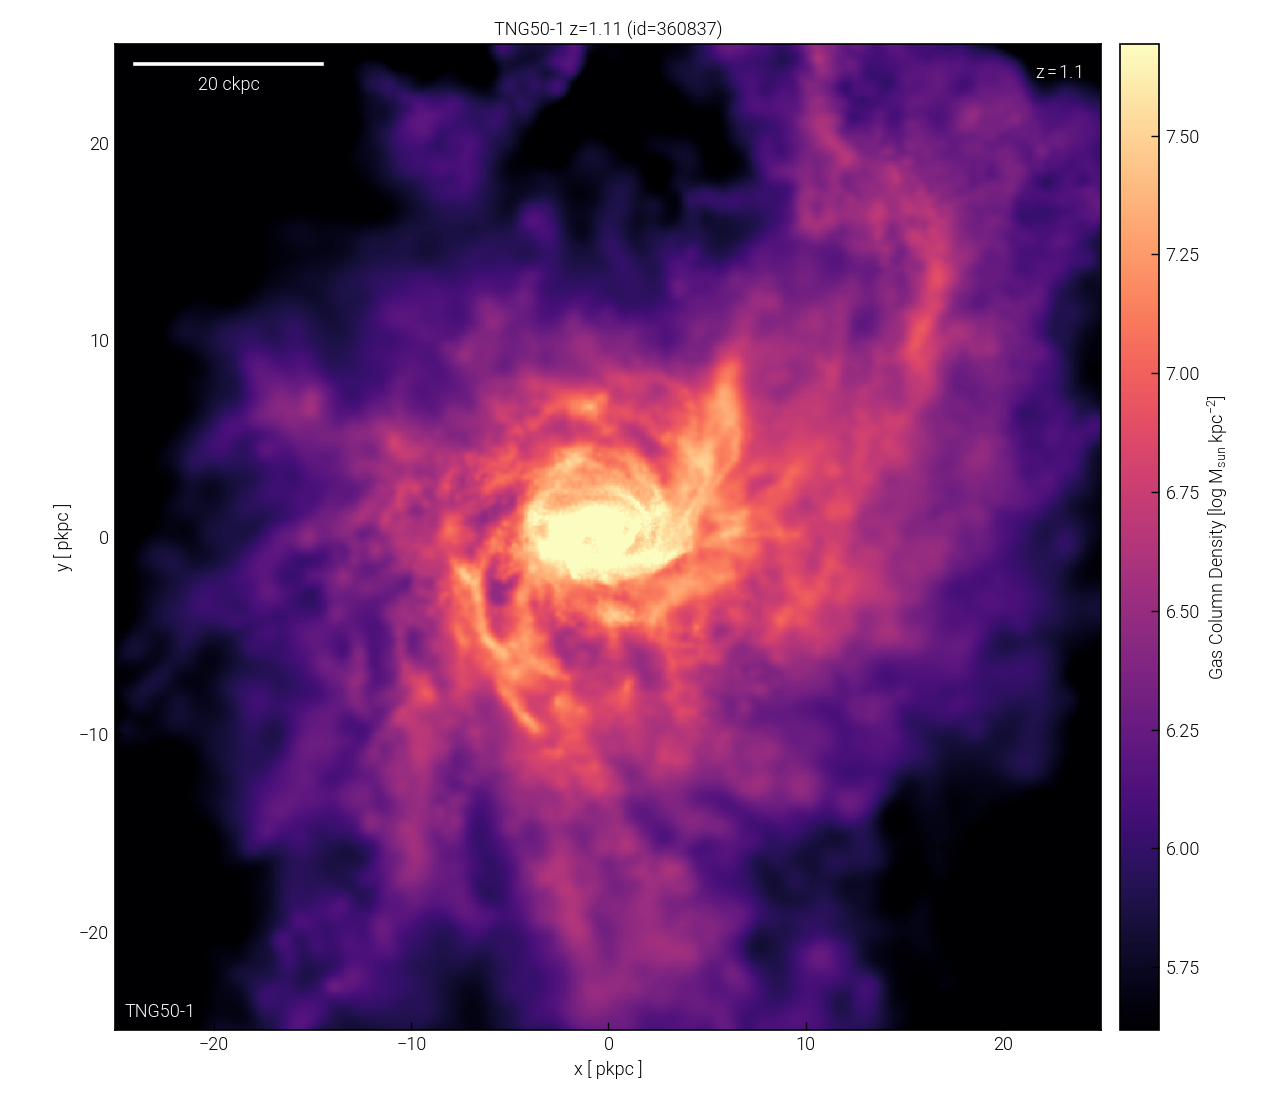 TNG50-1 z=1.11 (id=360837)
20 ckpc
z = 1.1
TNG50-1
20
10
0
−10
−20
y [ pkpc ]
−20
−10
0
10
20
x [ pkpc ]
7.50
7.25
7.00
6.75
6.50
6.25
6.00
5.75
Gas Column Density [log M_sun kpc^−2]